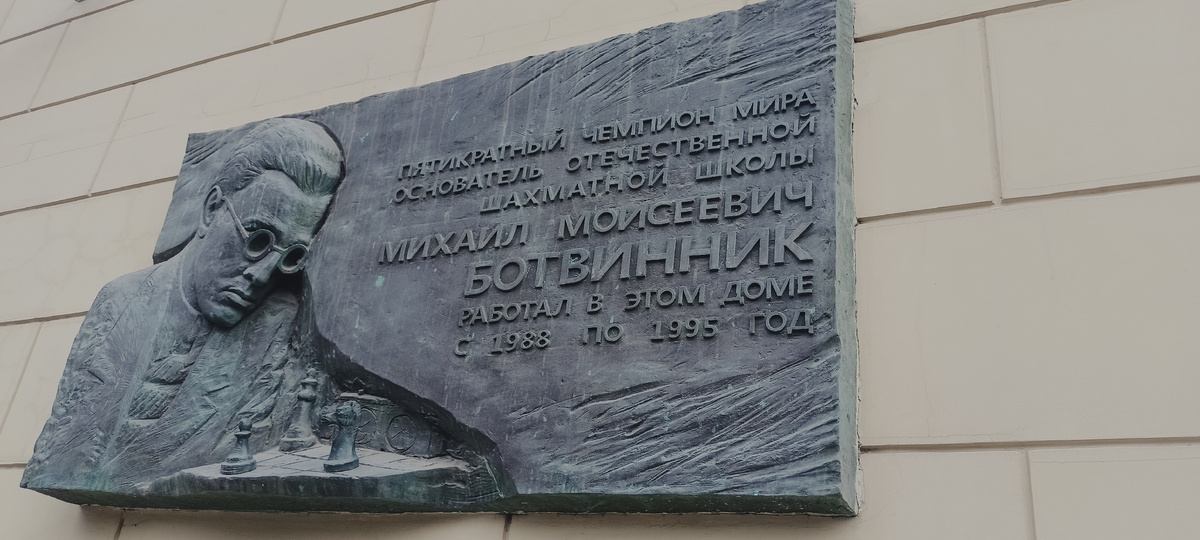 ПЯТИКРАТНЫЙ ЧЕМПИОН МИРА
ОСНОВАТЕЛЬ ОТЕЧЕСТВЕННОЙ
ШАХМАТНОЙ ШКОЛЫ
МИХАИЛ МОИСЕЕВИЧ
БОТВИННИК
РАБОТАЛ В ЭТОМ ДОМЕ
С 1988 ПО 1995 ГОД